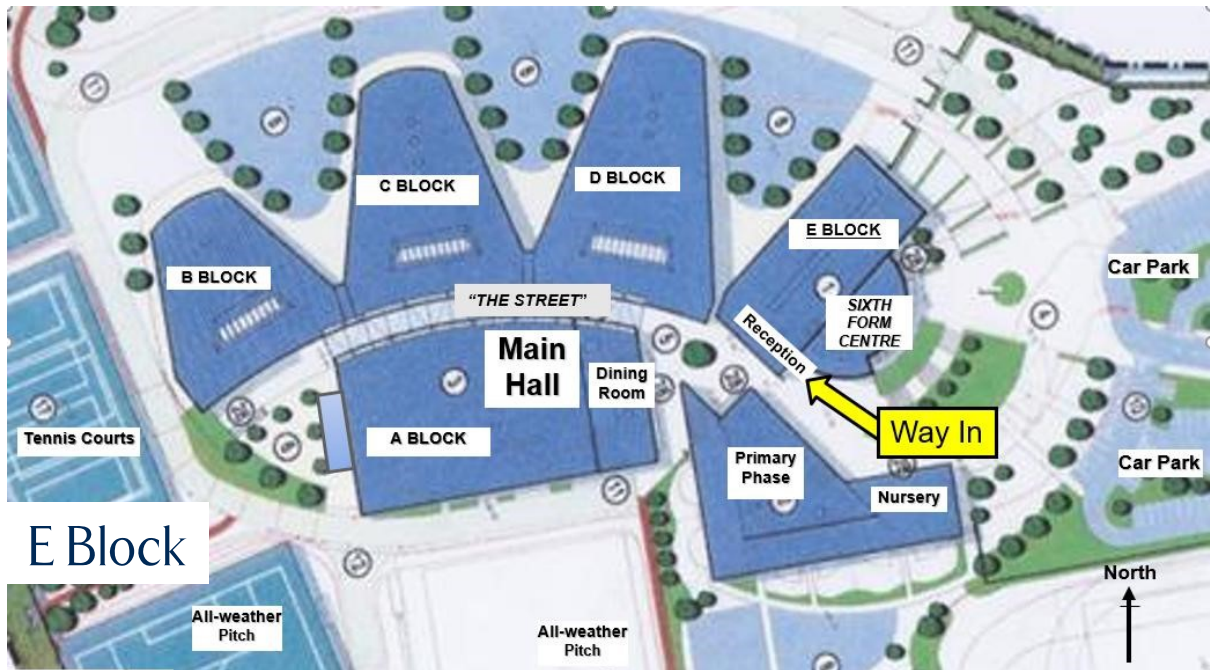 C BLOCK
D BLOCK
E BLOCK
B BLOCK
Car Park
“THE STREET”
SIXTH
FORM
CENTRE
Reception
Main
Hall
Dining
Room
Way In
Tennis Courts
A BLOCK
Primary
Phase
Nursery
Car Park
E Block
North
All-weather
Pitch
All-weather
Pitch